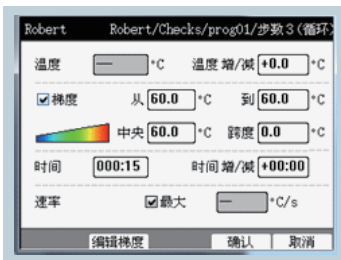 Robert Robert/Checks/prog01/步数3(循环)
温度 — °C 温度 增/减 +0.0 °C
梯度 从 60.0 °C 到 60.0 °C
中央 60.0 °C 跨度 0.0 °C
时间 000:15 时间 增/减 +00:00
速率 最大 — °C/s
编辑梯度 确认 取消